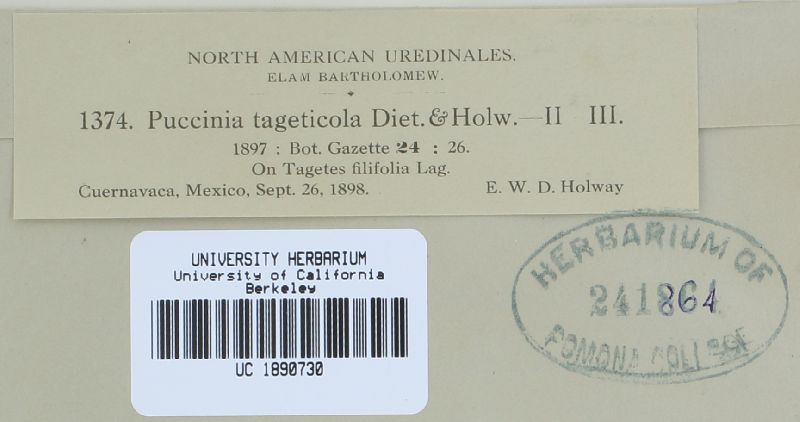 NORTH AMERICAN UREDINALES.
ELAM BARTHOLOMEW.
1374. Puccinia tageticola Diet. & Holw.—II III.
1897 : Bot. Gazette 24 : 26.
On Tagetes filifolia Lag.
Cuernavaca, Mexico, Sept. 26, 1898. E. W. D. Holway
UNIVERSITY HERBARIUM
University of California
Berkeley
UC 1890730
HERBARIUM OF
241864
POMONA COLLEGE